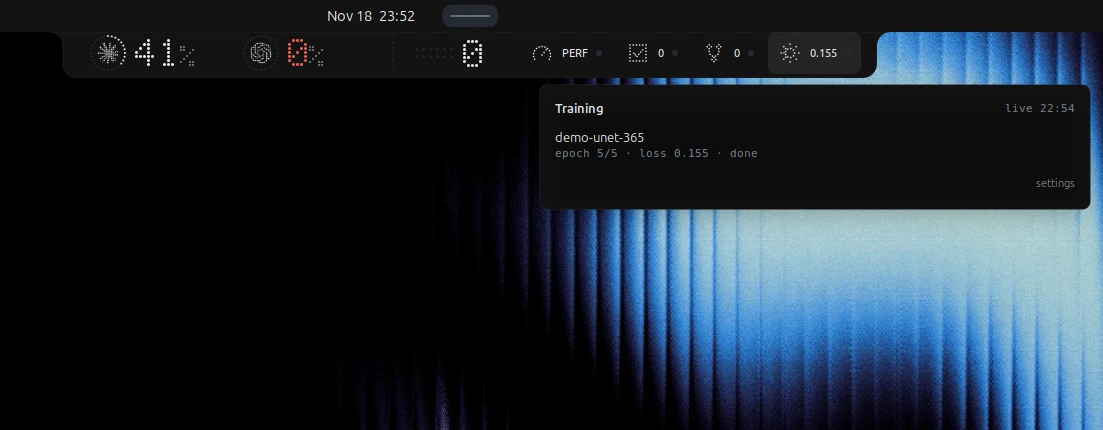 Nov 18 23:52
41% 0% 0 PERF 0 0 0.155
Training live 22:54
demo-unet-365
epoch 5/5 · loss 0.155 · done
settings